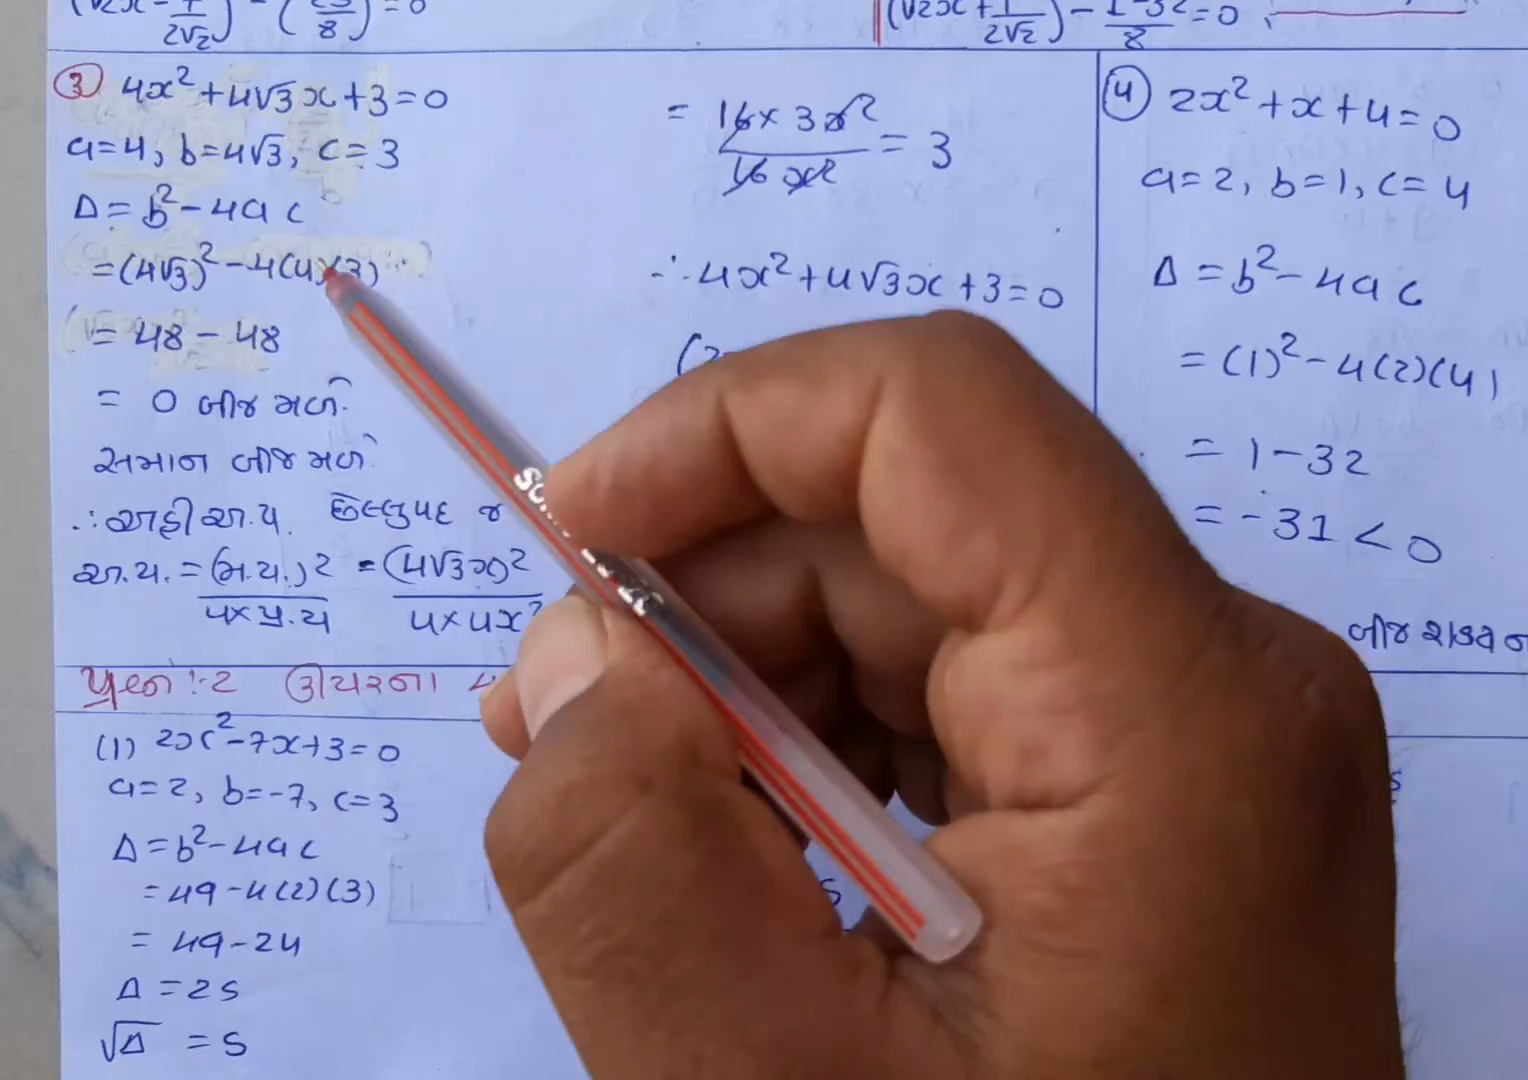 ③ 4x² + 4√3x + 3 = 0
a=4, b=4√3, c=3
Δ = b² - 4ac
= (4√3)² - 4(4)(3)
= 48 - 48
= 0 બીજ મળે.
સમાન બીજ મળે.
∴ અહી અ.પ. છેલ્લુ પદ જ
અ.પ. = (મ.પ.)² / 4 × પ્ર.પ = (4√3x)² / 4 × 4x²
= 16 × 3x² / 16x² = 3
∴ 4x² + 4√3x + 3 = 0
④ 2x² + x + 4 = 0
a=2, b=1, c=4
Δ = b² - 4ac
= (1)² - 4(2)(4)
= 1 - 32
= -31 < 0
બીજ શક્ય ન
પ્રશ્ન :- 2 ઉપરના
(1) 2x² - 7x + 3 = 0
a=2, b=-7, c=3
Δ = b² - 4ac
= 49 - 4(2)(3)
= 49 - 24
Δ = 25
√Δ = 5